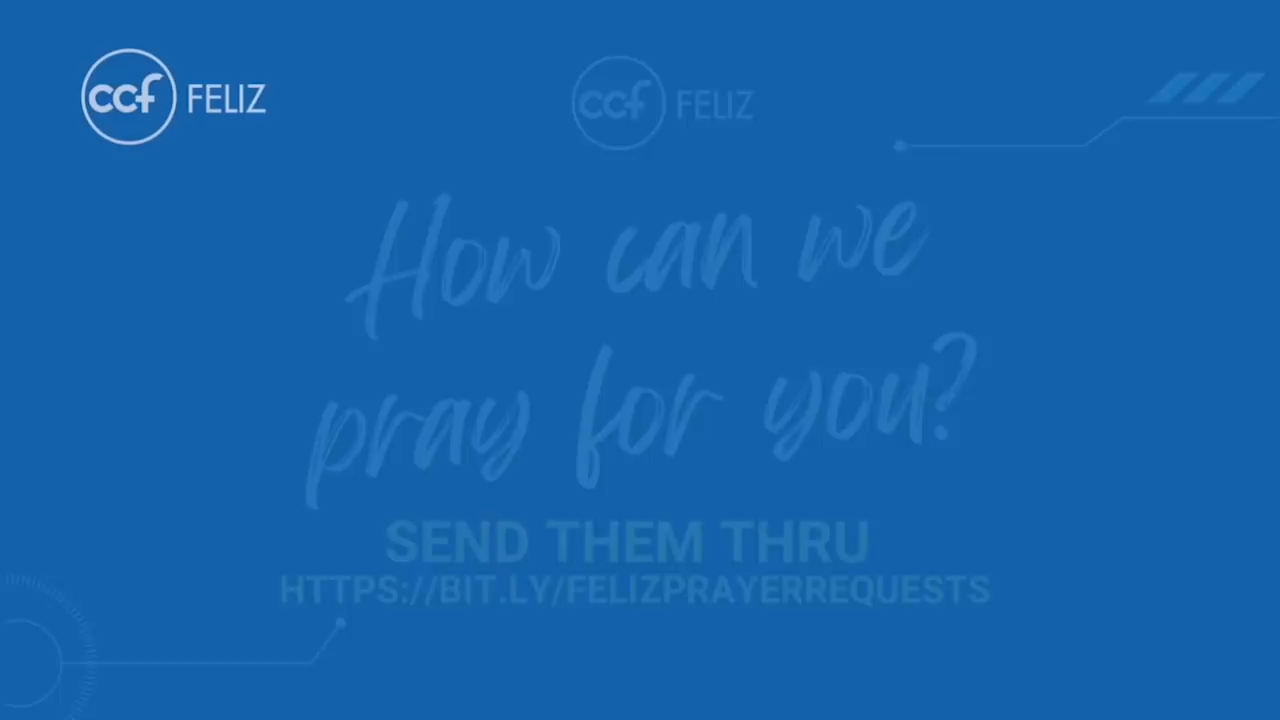 ccf FELIZ
ccf FELIZ
How can we
pray for you?
SEND THEM THRU
HTTPS://BIT.LY/FELIZPRAYERREQUESTS